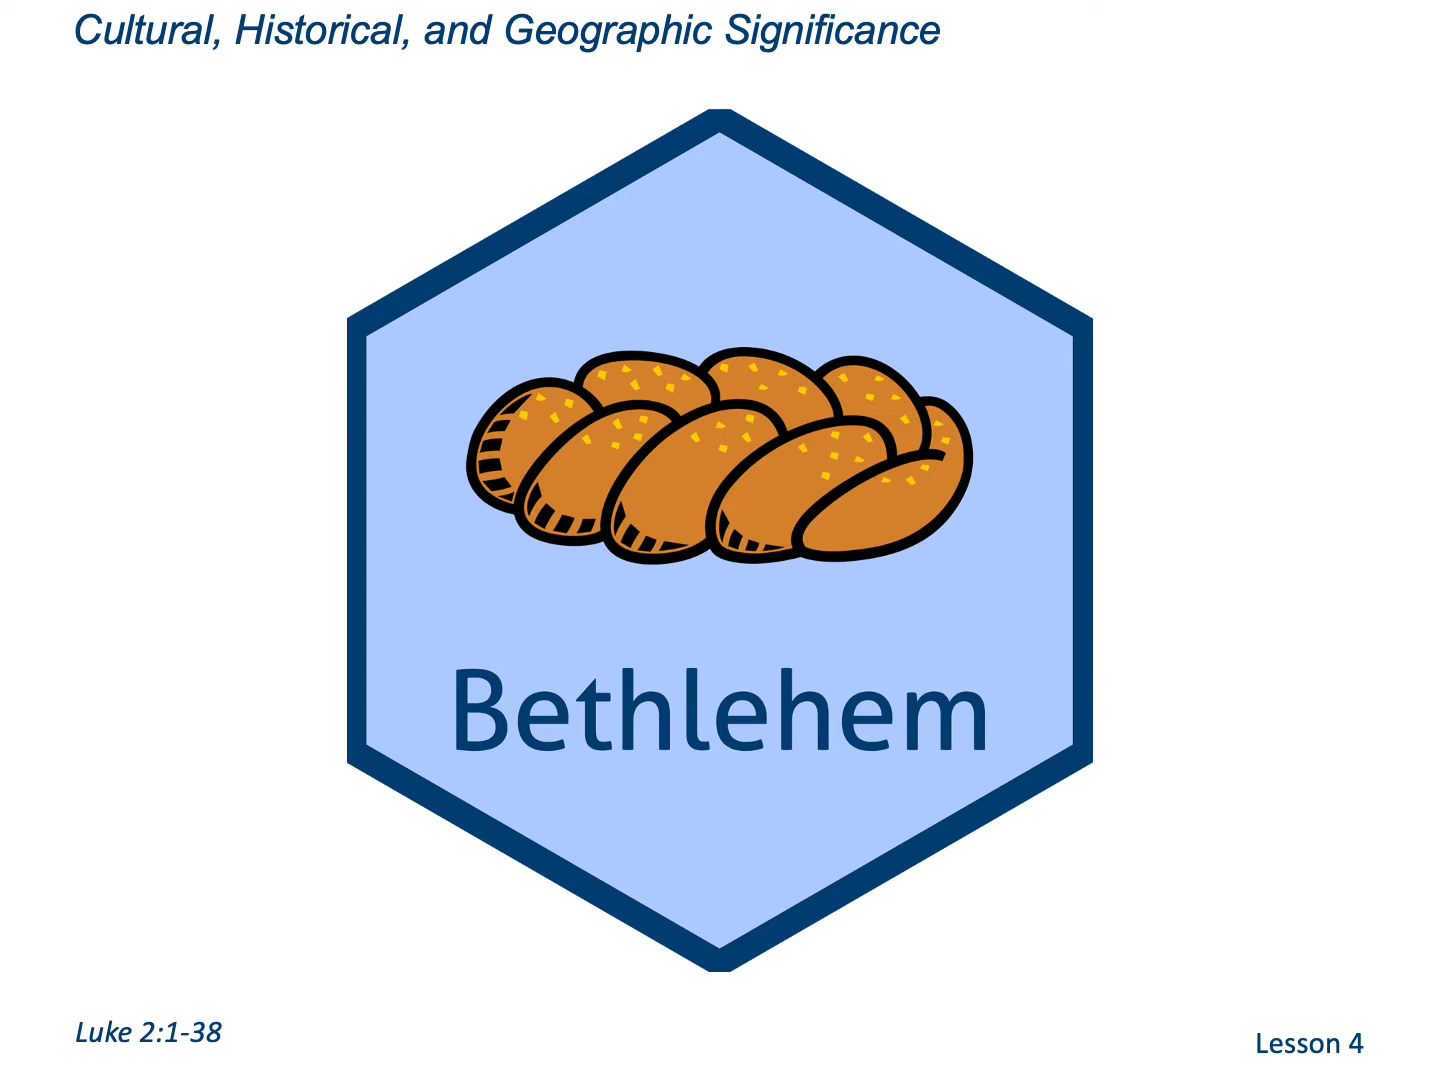 Cultural, Historical, and Geographic Significance
Bethlehem
Luke 2:1-38
Lesson 4